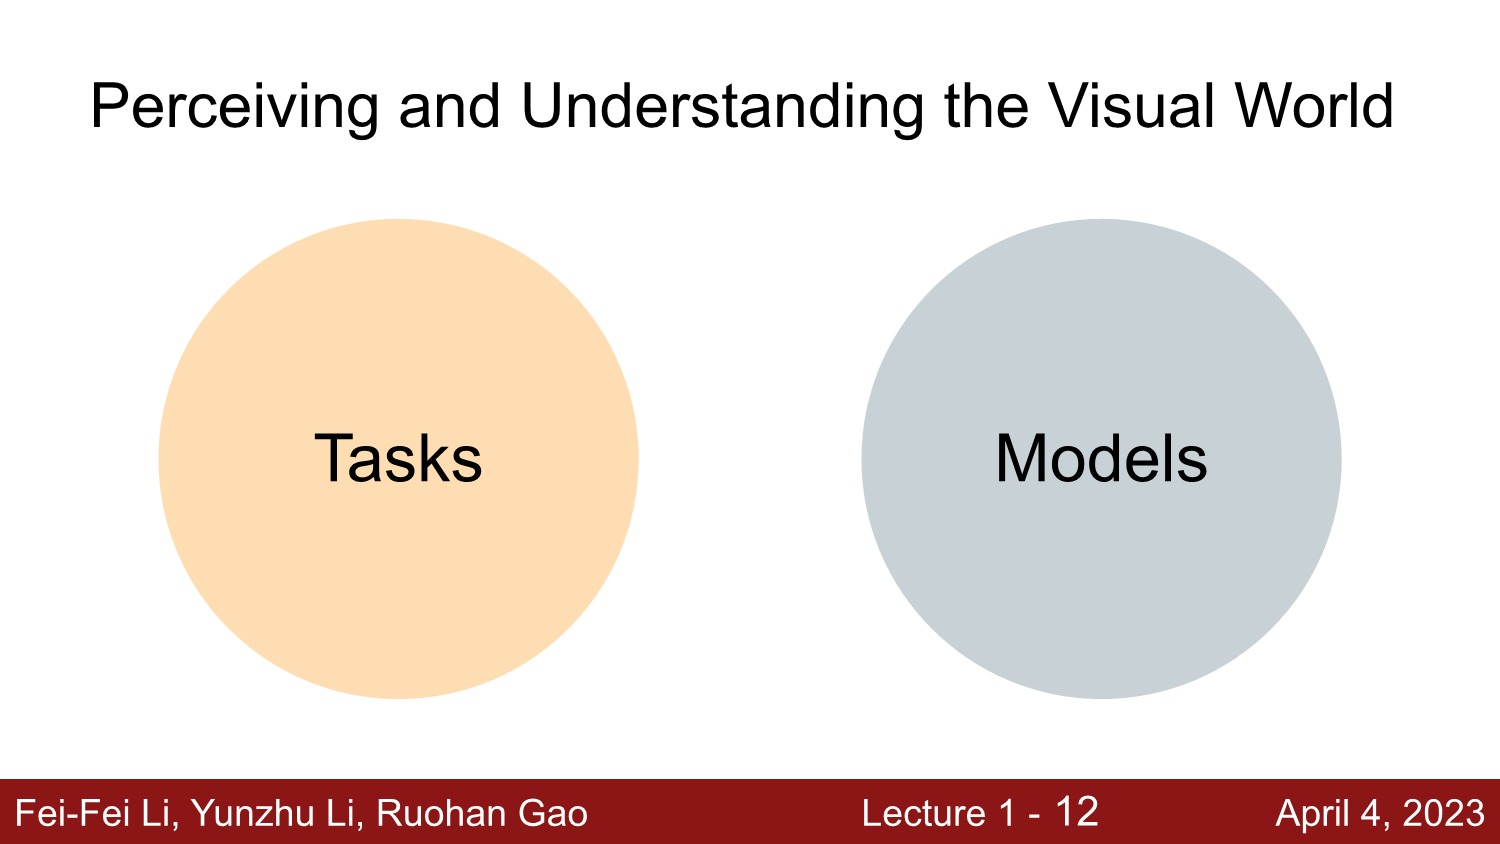 Perceiving and Understanding the Visual World
Tasks
Models
Fei-Fei Li, Yunzhu Li, Ruohan Gao
Lecture 1 - 12
April 4, 2023